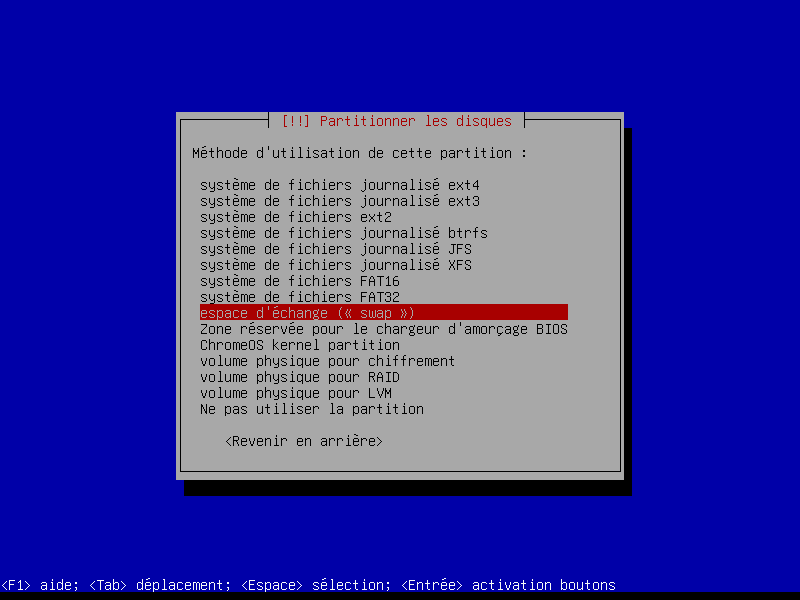 [!!] Partitionner les disques
Méthode d'utilisation de cette partition :
système de fichiers journalisé ext4
système de fichiers journalisé ext3
système de fichiers ext2
système de fichiers journalisé btrfs
système de fichiers journalisé JFS
système de fichiers journalisé XFS
système de fichiers FAT16
système de fichiers FAT32
espace d'échange (« swap »)
Zone réservée pour le chargeur d'amorçage BIOS
ChromeOS kernel partition
volume physique pour chiffrement
volume physique pour RAID
volume physique pour LVM
Ne pas utiliser la partition
<Revenir en arrière>
<F1> aide; <Tab> déplacement; <Espace> sélection; <Entrée> activation boutons